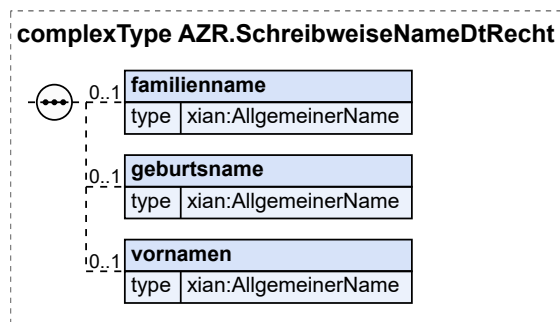 complexType AZR.SchreibweiseNameDtRecht
0..1 familienname
type xian:AllgemeinerName
0..1 geburtsname
type xian:AllgemeinerName
0..1 vornamen
type xian:AllgemeinerName